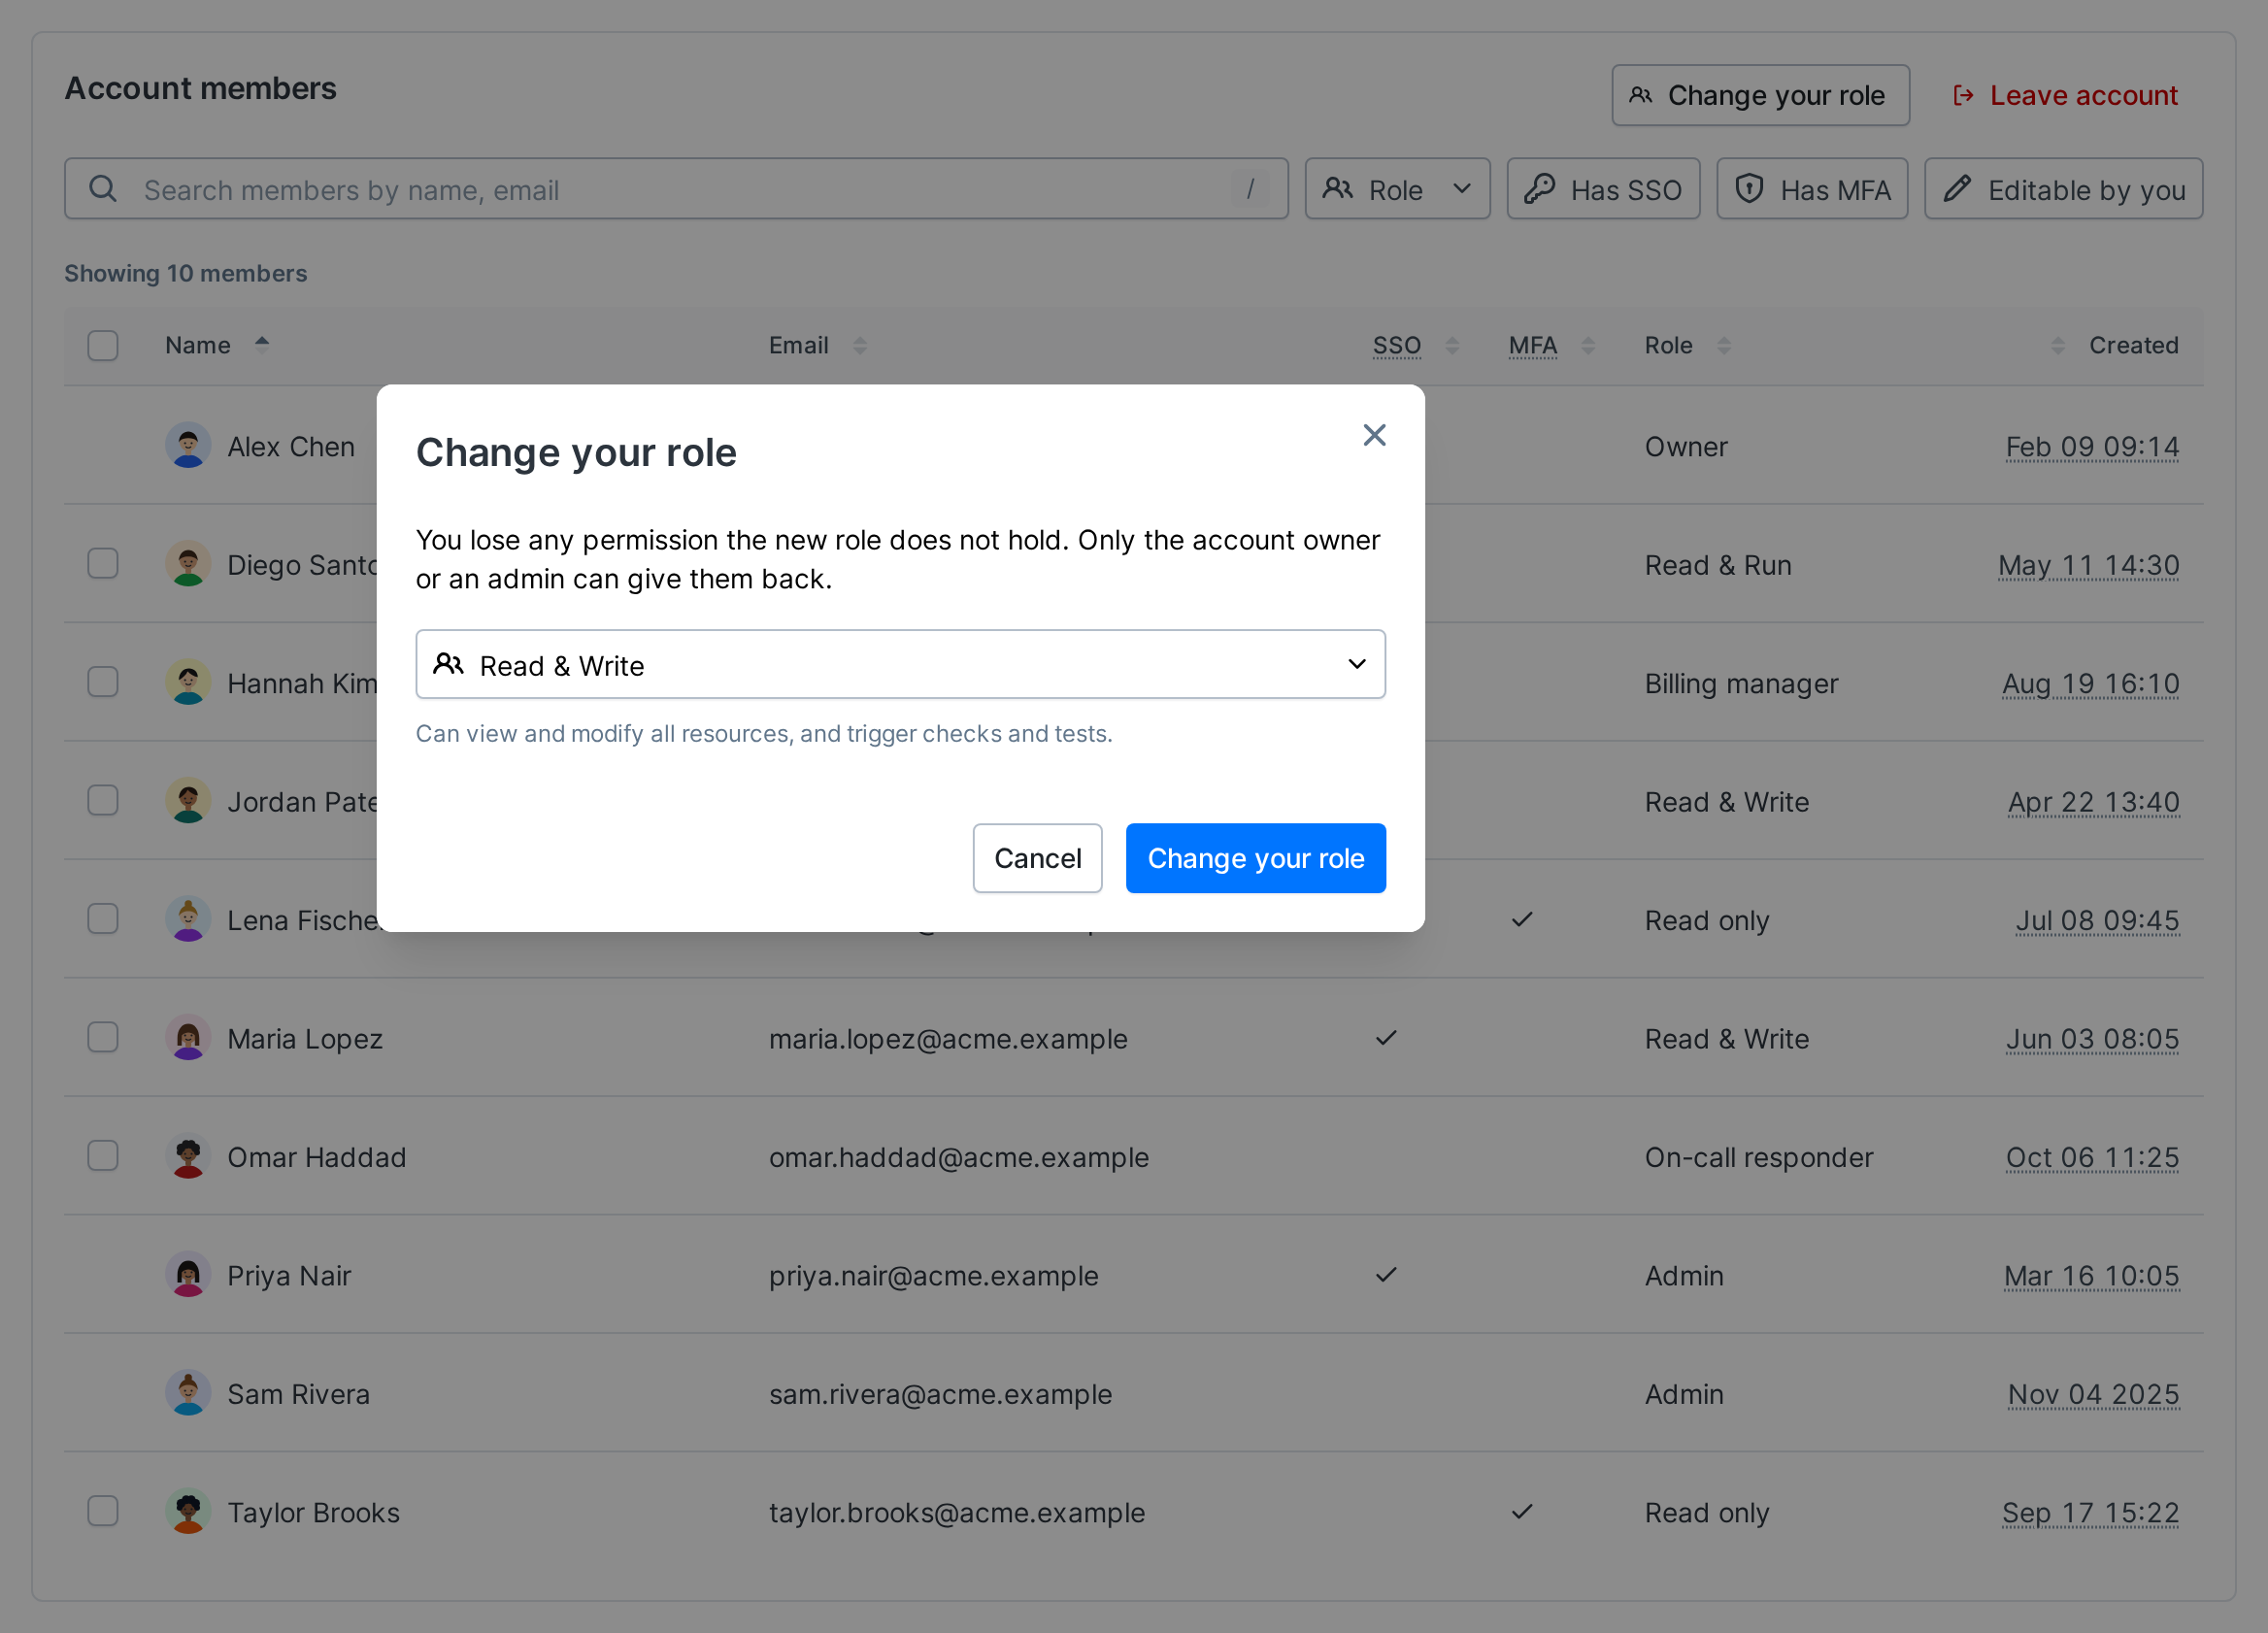 Account members
Change your role
Leave account
Search members by name, email
/
Role
Has SSO
Has MFA
Editable by you
Showing 10 members
Name
Email
SSO
MFA
Role
Created
Alex Chen
Owner
Feb 09 09:14
Diego
Read & Run
May 11 14:30
Hannah Kim
Billing manager
Aug 19 16:10
Jordan
Read & Write
Apr 22 13:40
Lena
Read only
Jul 08 09:45
Change your role
You lose any permission the new role does not hold. Only the account owner
or an admin can give them back.
Read & Write
Can view and modify all resources, and trigger checks and tests.
Cancel
Change your role
Maria Lopez
maria.lopez@acme.example
Read & Write
Jun 03 08:05
Omar Haddad
omar.haddad@acme.example
On-call responder
Oct 06 11:25
Priya Nair
priya.nair@acme.example
Admin
Mar 16 10:05
Sam Rivera
sam.rivera@acme.example
Admin
Nov 04 2025
Taylor Brooks
taylor.brooks@acme.example
Read only
Sep 17 15:22